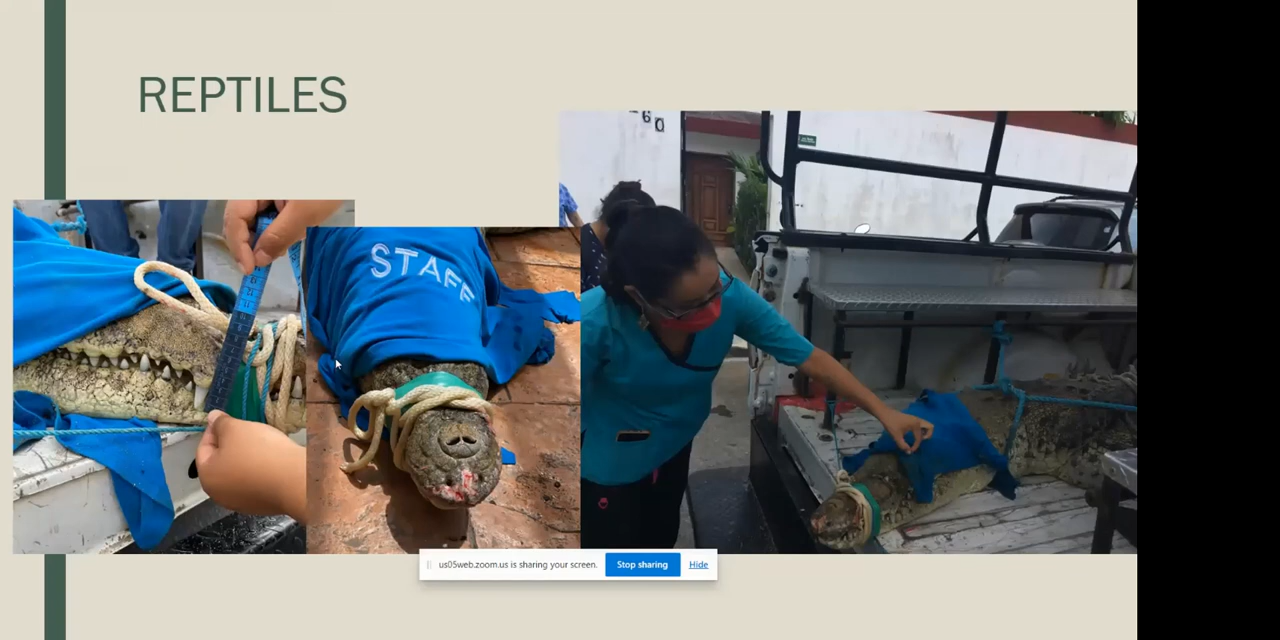 REPTILES
60
STAFF
us05web.zoom.us is sharing your screen.
Stop sharing
Hide